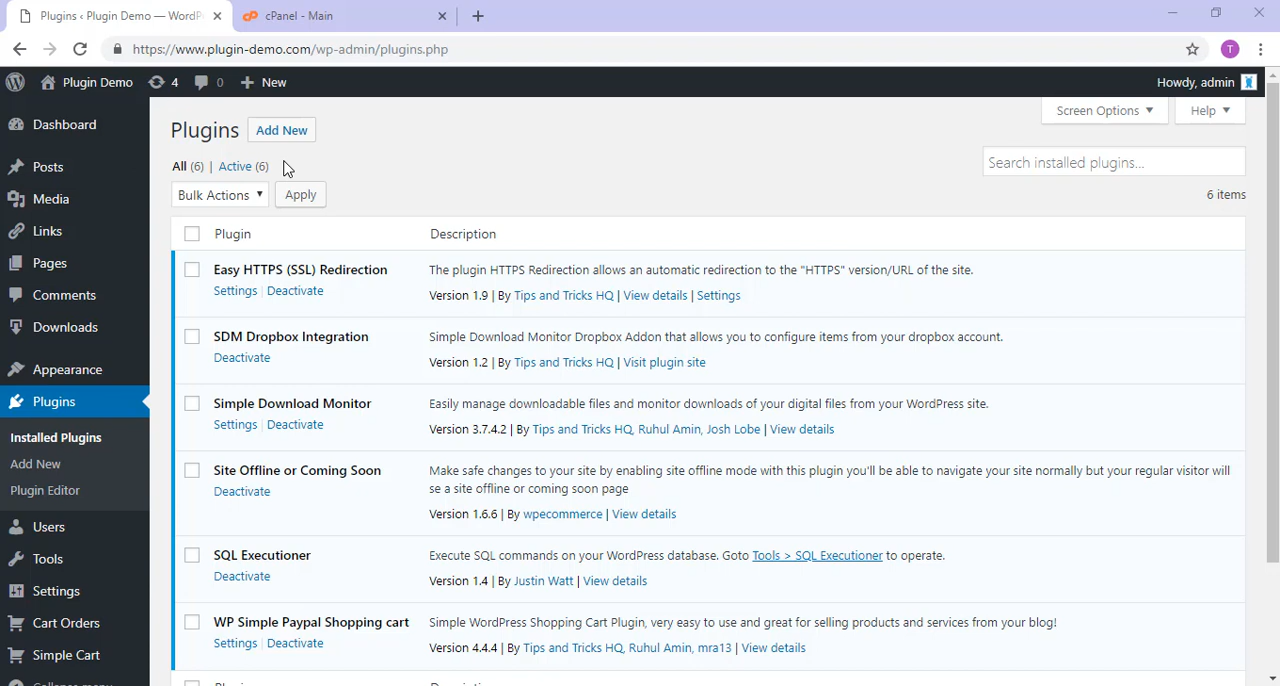 Plugins ‹ Plugin Demo — WordP
cPanel - Main
https://www.plugin-demo.com/wp-admin/plugins.php
T
Plugin Demo 4 0 New
Howdy, admin
Dashboard
Posts
Media
Links
Pages
Comments
Downloads
Appearance
Plugins
Installed Plugins
Add New
Plugin Editor
Users
Tools
Settings
Cart Orders
Simple Cart
Collapse menu
Screen Options Help
Plugins Add New
All (6) | Active (6)
Search installed plugins...
Bulk Actions Apply
6 items
Plugin Description
Easy HTTPS (SSL) Redirection
Settings | Deactivate
The plugin HTTPS Redirection allows an automatic redirection to the "HTTPS" version/URL of the site.
Version 1.9 | By Tips and Tricks HQ | View details | Settings
SDM Dropbox Integration
Deactivate
Simple Download Monitor Dropbox Addon that allows you to configure items from your dropbox account.
Version 1.2 | By Tips and Tricks HQ | Visit plugin site
Simple Download Monitor
Settings | Deactivate
Easily manage downloadable files and monitor downloads of your digital files from your WordPress site.
Version 3.7.4.2 | By Tips and Tricks HQ, Ruhul Amin, Josh Lobe | View details
Site Offline or Coming Soon
Deactivate
Make safe changes to your site by enabling site offline mode with this plugin you'll be able to navigate your site normally but your regular visitor will
se a site offline or coming soon page
Version 1.6.6 | By wpecommerce | View details
SQL Executioner
Deactivate
Execute SQL commands on your WordPress database. Goto Tools > SQL Executioner to operate.
Version 1.4 | By Justin Watt | View details
WP Simple Paypal Shopping cart
Settings | Deactivate
Simple WordPress Shopping Cart Plugin, very easy to use and great for selling products and services from your blog!
Version 4.4.4 | By Tips and Tricks HQ, Ruhul Amin, mra13 | View details